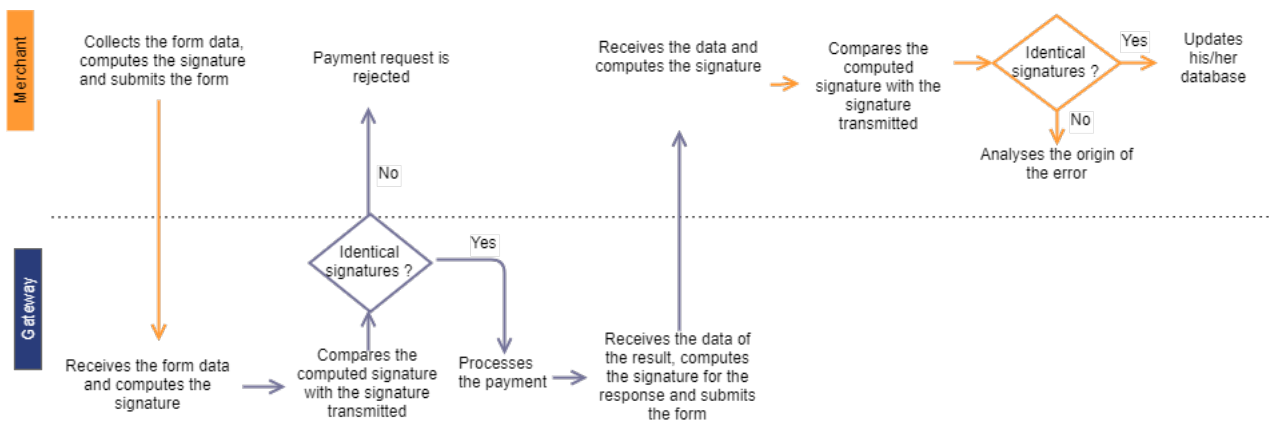 Merchant
Collects the form data,
computes the signature
and submits the form
Payment request is
rejected
No
Receives the data and
computes the signature
Compares the
computed
signature with the
signature
transmitted
Identical
signatures ?
Yes
Updates
his/her
database
No
Analyses the origin of
the error
Gateway
Receives the form data
and computes the
signature
Compares the
computed signature
with the signature
transmitted
Identical
signatures ?
Yes
Processes
the payment
Receives the data of
the result, computes
the signature for the
response and submits
the form